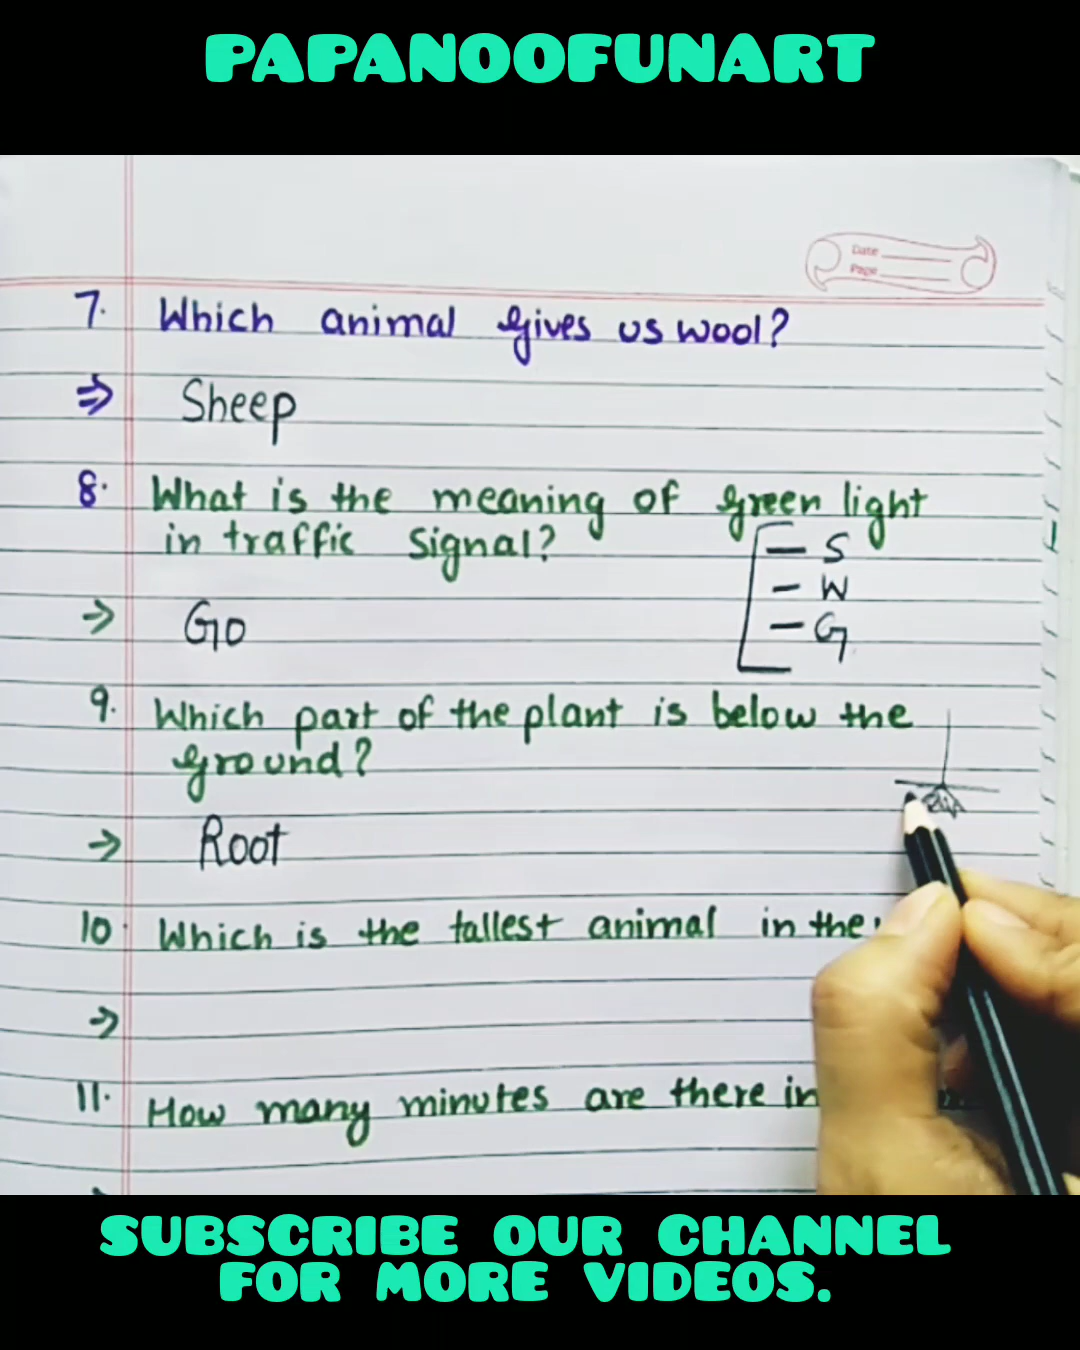 PAPANOOFUNART
Date
Page
7. Which animal gives us wool?
⇒ Sheep
8. What is the meaning of green light
in traffic signal?
S
W
→ Go
G
9. Which part of the plant is below the
ground?
→ Root
10. Which is the tallest animal in the
→
11. How many minutes are there in
SUBSCRIBE OUR CHANNEL
FOR MORE VIDEOS.